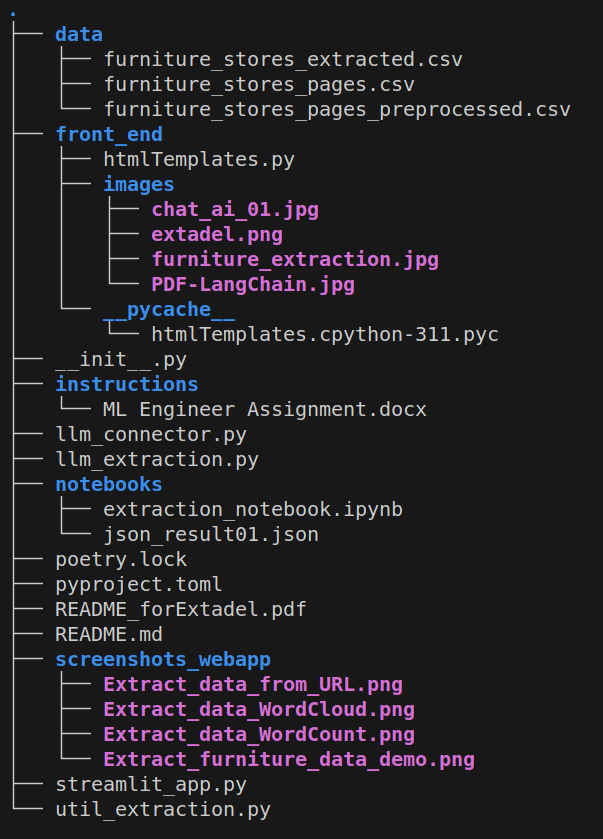 .
├── data
│   ├── furniture_stores_extracted.csv
│   ├── furniture_stores_pages.csv
│   └── furniture_stores_pages_preprocessed.csv
├── front_end
│   ├── htmlTemplates.py
│   ├── images
│   │   ├── chat_ai_01.jpg
│   │   ├── extadel.png
│   │   ├── furniture_extraction.jpg
│   │   └── PDF-LangChain.jpg
│   └── __pycache__
│       └── htmlTemplates.cpython-311.pyc
├── __init__.py
├── instructions
│   └── ML Engineer Assignment.docx
├── llm_connector.py
├── llm_extraction.py
├── notebooks
│   ├── extraction_notebook.ipynb
│   └── json_result01.json
├── poetry.lock
├── pyproject.toml
├── README_forExtadel.pdf
├── README.md
├── screenshots_webapp
│   ├── Extract_data_from_URL.png
│   ├── Extract_data_WordCloud.png
│   ├── Extract_data_WordCount.png
│   └── Extract_furniture_data_demo.png
├── streamlit_app.py
└── util_extraction.py